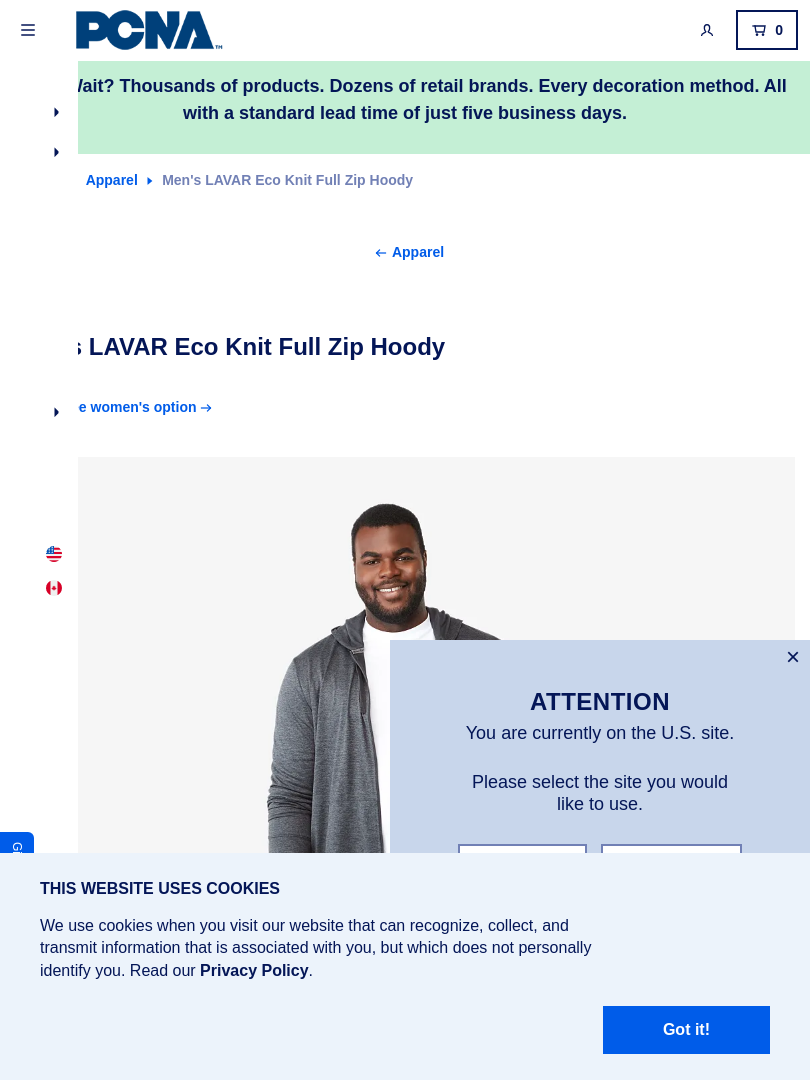 PCNA™
0
Wait? Thousands of products. Dozens of retail brands. Every decoration method. All
with a standard lead time of just five business days.
Apparel
Men's LAVAR Eco Knit Full Zip Hoody
Apparel
LAVAR Eco Knit Full Zip Hoody
women's option
ATTENTION
You are currently on the U.S. site.
Please select the site you would
like to use.
THIS WEBSITE USES COOKIES
We use cookies when you visit our website that can recognize, collect, and
transmit information that is associated with you, but which does not personally
identify you. Read our Privacy Policy.
Got it!